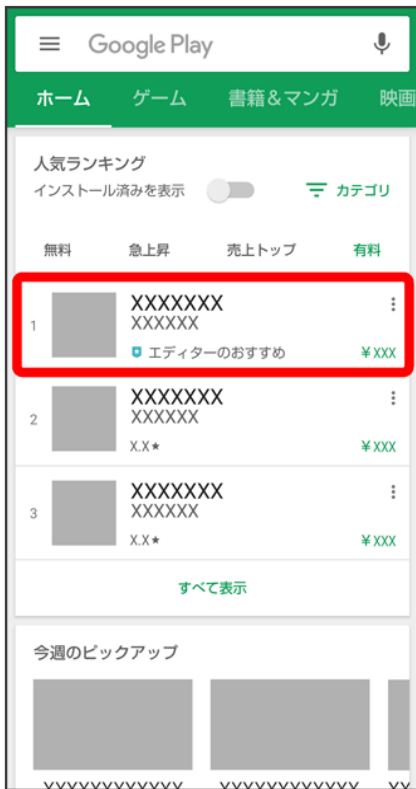 Google Play
ホーム ゲーム 書籍&マンガ 映画
人気ランキング
インストール済みを表示 カテゴリ
無料 急上昇 売上トップ 有料
1
XXXXXXX
XXXXXX
エディターのおすすめ ¥XXX
2
XXXXXXX
XXXXXX
X.X★ ¥XXX
3
XXXXXXX
XXXXXX
X.X★ ¥XXX
すべて表示
今週のピックアップ
XXXXXXXXXXXX XXXXXXXXXXXX XX